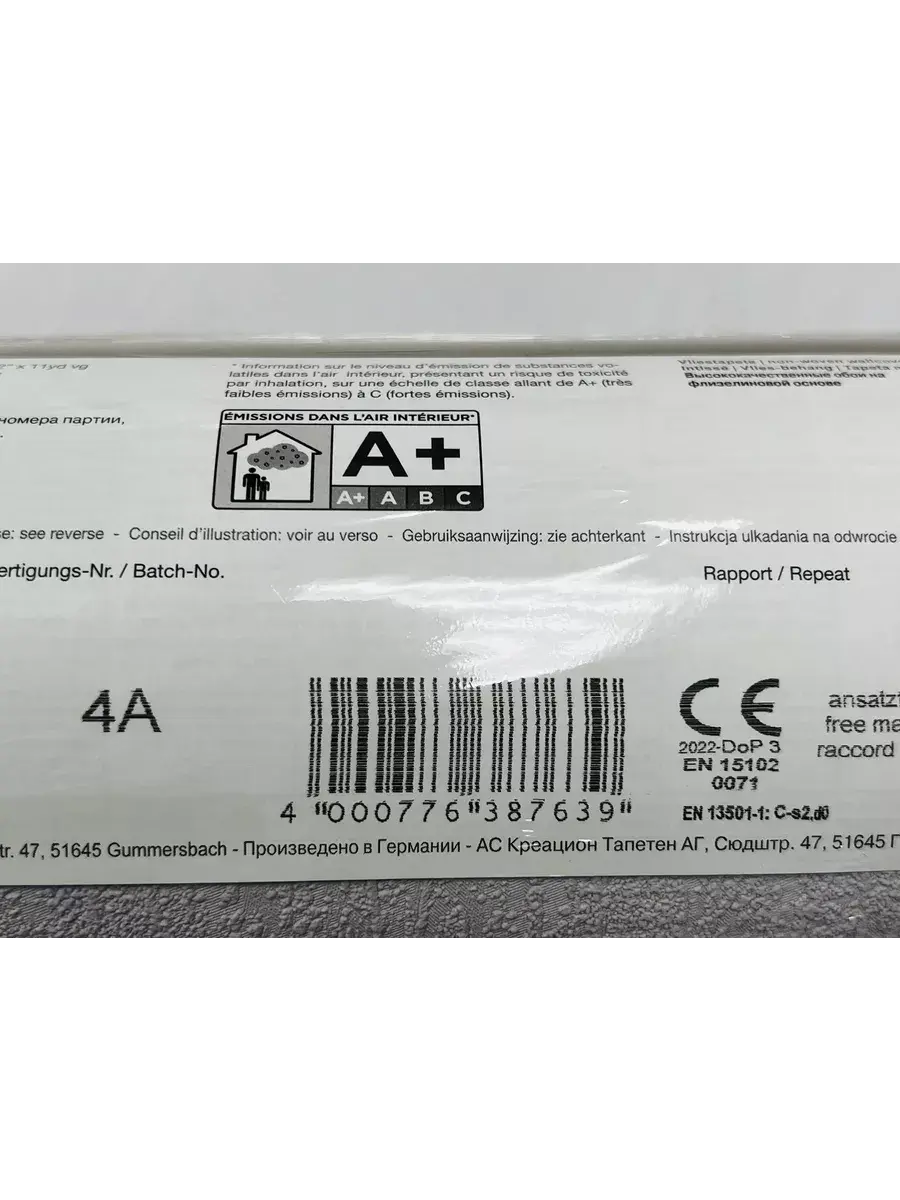 x 11yd vg
* Information sur le niveau d'émission de substances vo-
latiles dans l'air intérieur, présentant un risque de toxicité
par inhalation, sur une échelle de classe allant de A+ (très
faibles émissions) à C (fortes émissions).
Vliestapete | non-woven
Intissé | Vlies-behang | Tapeta
Высококачественные обои на
флизелиновой основе
номера партии,
ÉMISSIONS DANS L'AIR INTÉRIEUR*
A+
A+ A B C
se: see reverse - Conseil d'illustration: voir au verso - Gebruiksaanwijzing: zie achterkant - Instrukcja ulkadania na odwrocie
ertigungs-Nr. / Batch-No.
Rapport / Repeat
4A
CE
2022-DoP 3
EN 15102
0071
EN 13501-1: C-s2,d0
ansatzf
free ma
raccord
4 "000776"387639"
tr. 47, 51645 Gummersbach - Произведено в Германии - АС Креацион Тапетен АГ, Сюдштр. 47, 51645 Г